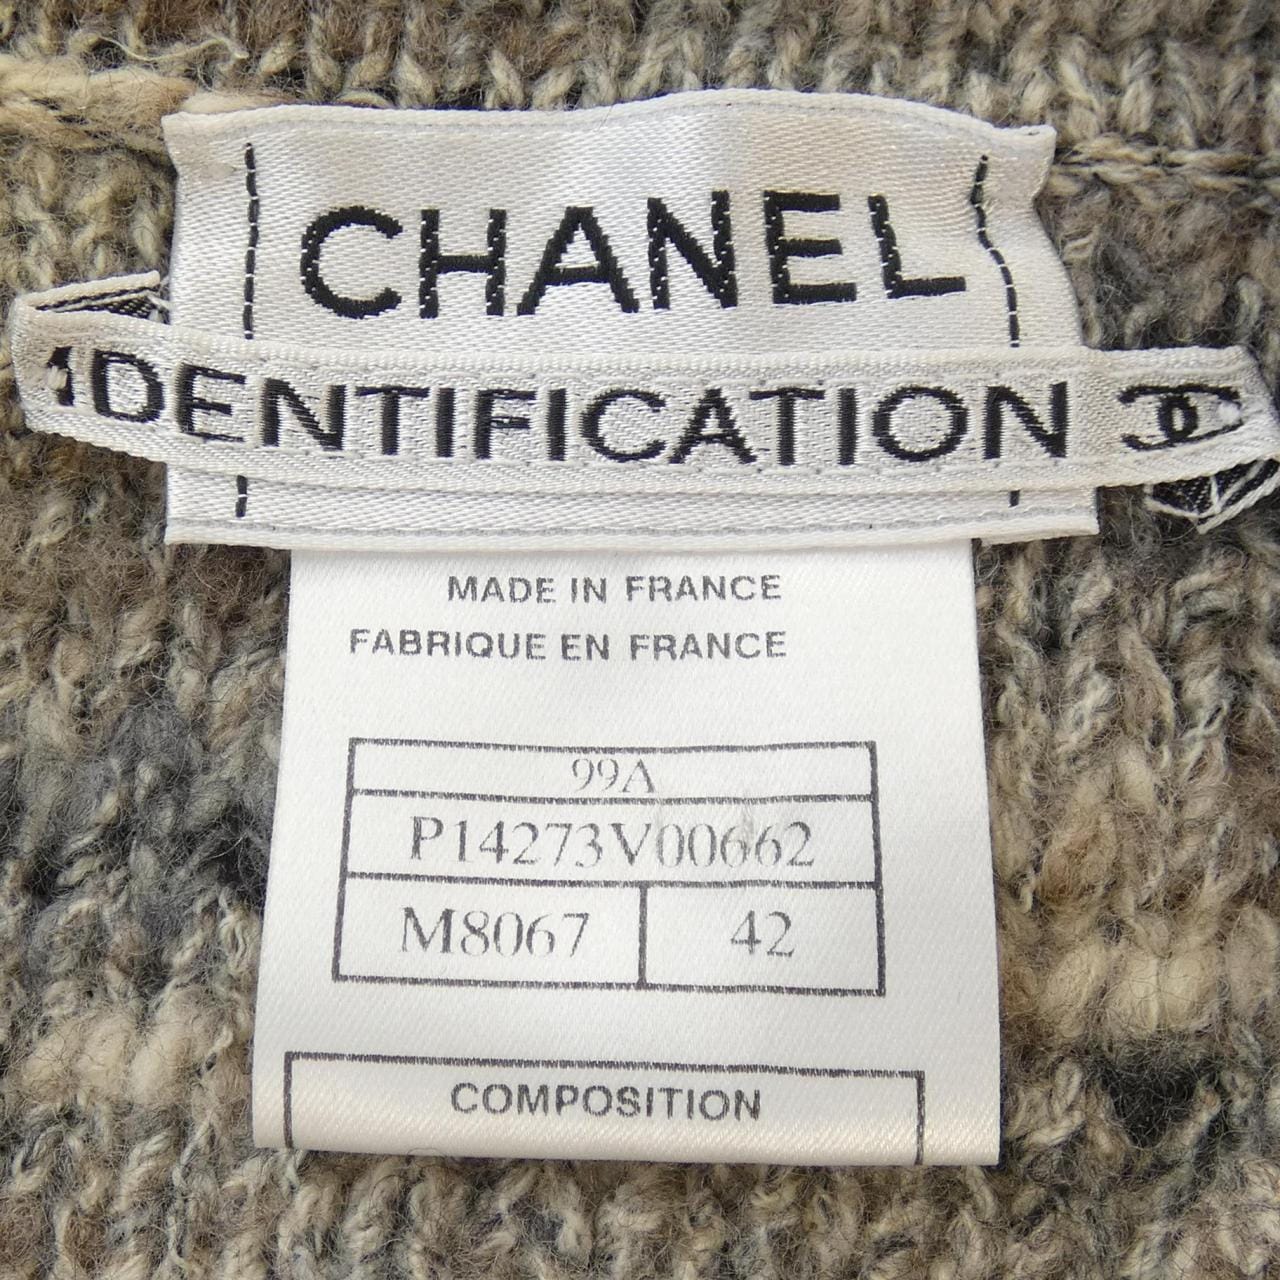 CHANEL
IDENTIFICATION
MADE IN FRANCE
FABRIQUE EN FRANCE
99A
P14273V00662
M8067 42
COMPOSITION